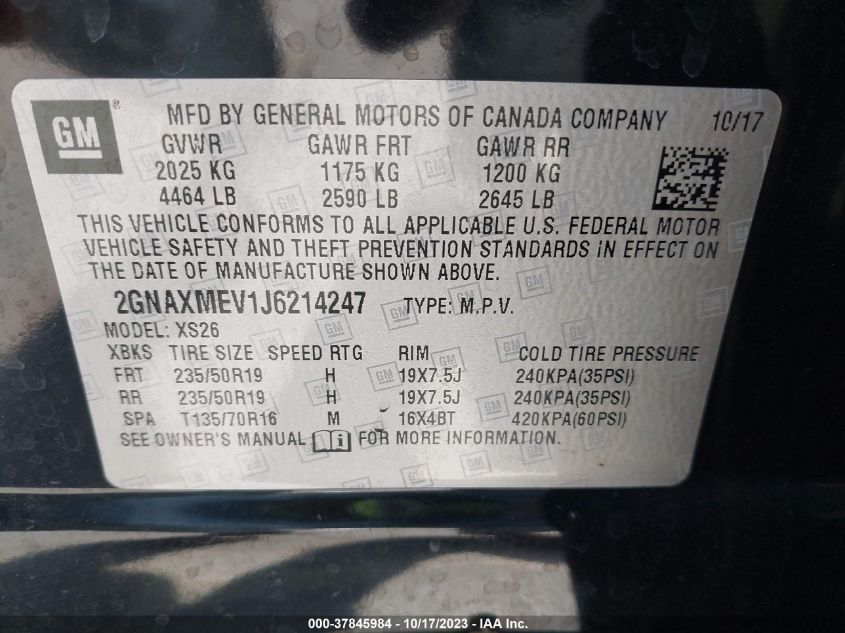 GM ®
MFD BY GENERAL MOTORS OF CANADA COMPANY 10/17
GVWR GAWR FRT GAWR RR
2025 KG 1175 KG 1200 KG
4464 LB 2590 LB 2645 LB
THIS VEHICLE CONFORMS TO ALL APPLICABLE U.S. FEDERAL MOTOR
VEHICLE SAFETY AND THEFT PREVENTION STANDARDS IN EFFECT ON
THE DATE OF MANUFACTURE SHOWN ABOVE.
2GNAXMEV1J6214247 TYPE: M.P.V.
MODEL: XS26
XBKS TIRE SIZE SPEED RTG RIM COLD TIRE PRESSURE
FRT 235/50R19 H 19X7.5J 240KPA(35PSI)
RR 235/50R19 H 19X7.5J 240KPA(35PSI)
SPA T135/70R16 M 16X4BT 420KPA(60PSI)
SEE OWNER'S MANUAL i FOR MORE INFORMATION.
000-37845984 - 10/17/2023 - IAA Inc.